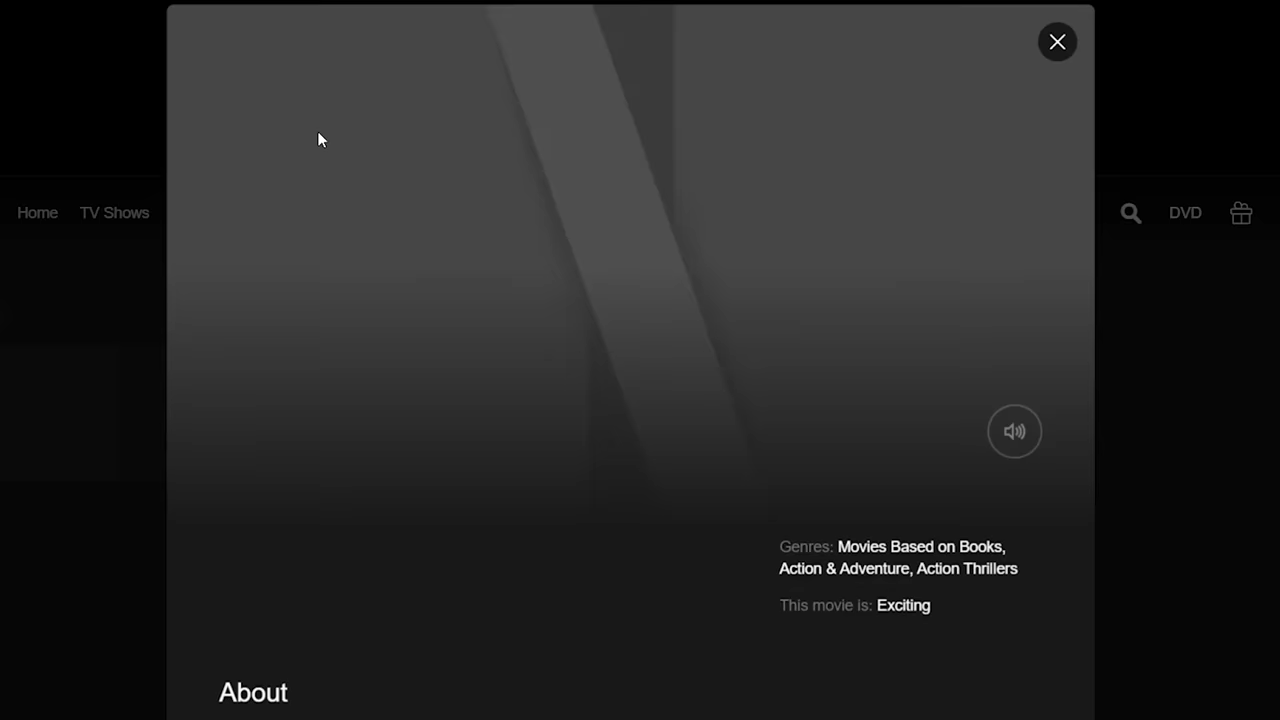 Home TV Shows DVD
Genres: Movies Based on Books,
Action & Adventure, Action Thrillers
This movie is: Exciting
About